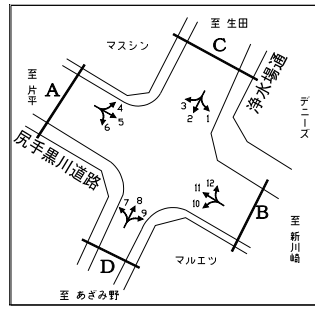 至 生田
マスシン
C
浄水場通
至 片平
A
4
5
6
3
2
1
デニーズ
尻手黒川道路
7
8
9
12
11
10
B
至 新川崎
D
マルエツ
至 あざみ野